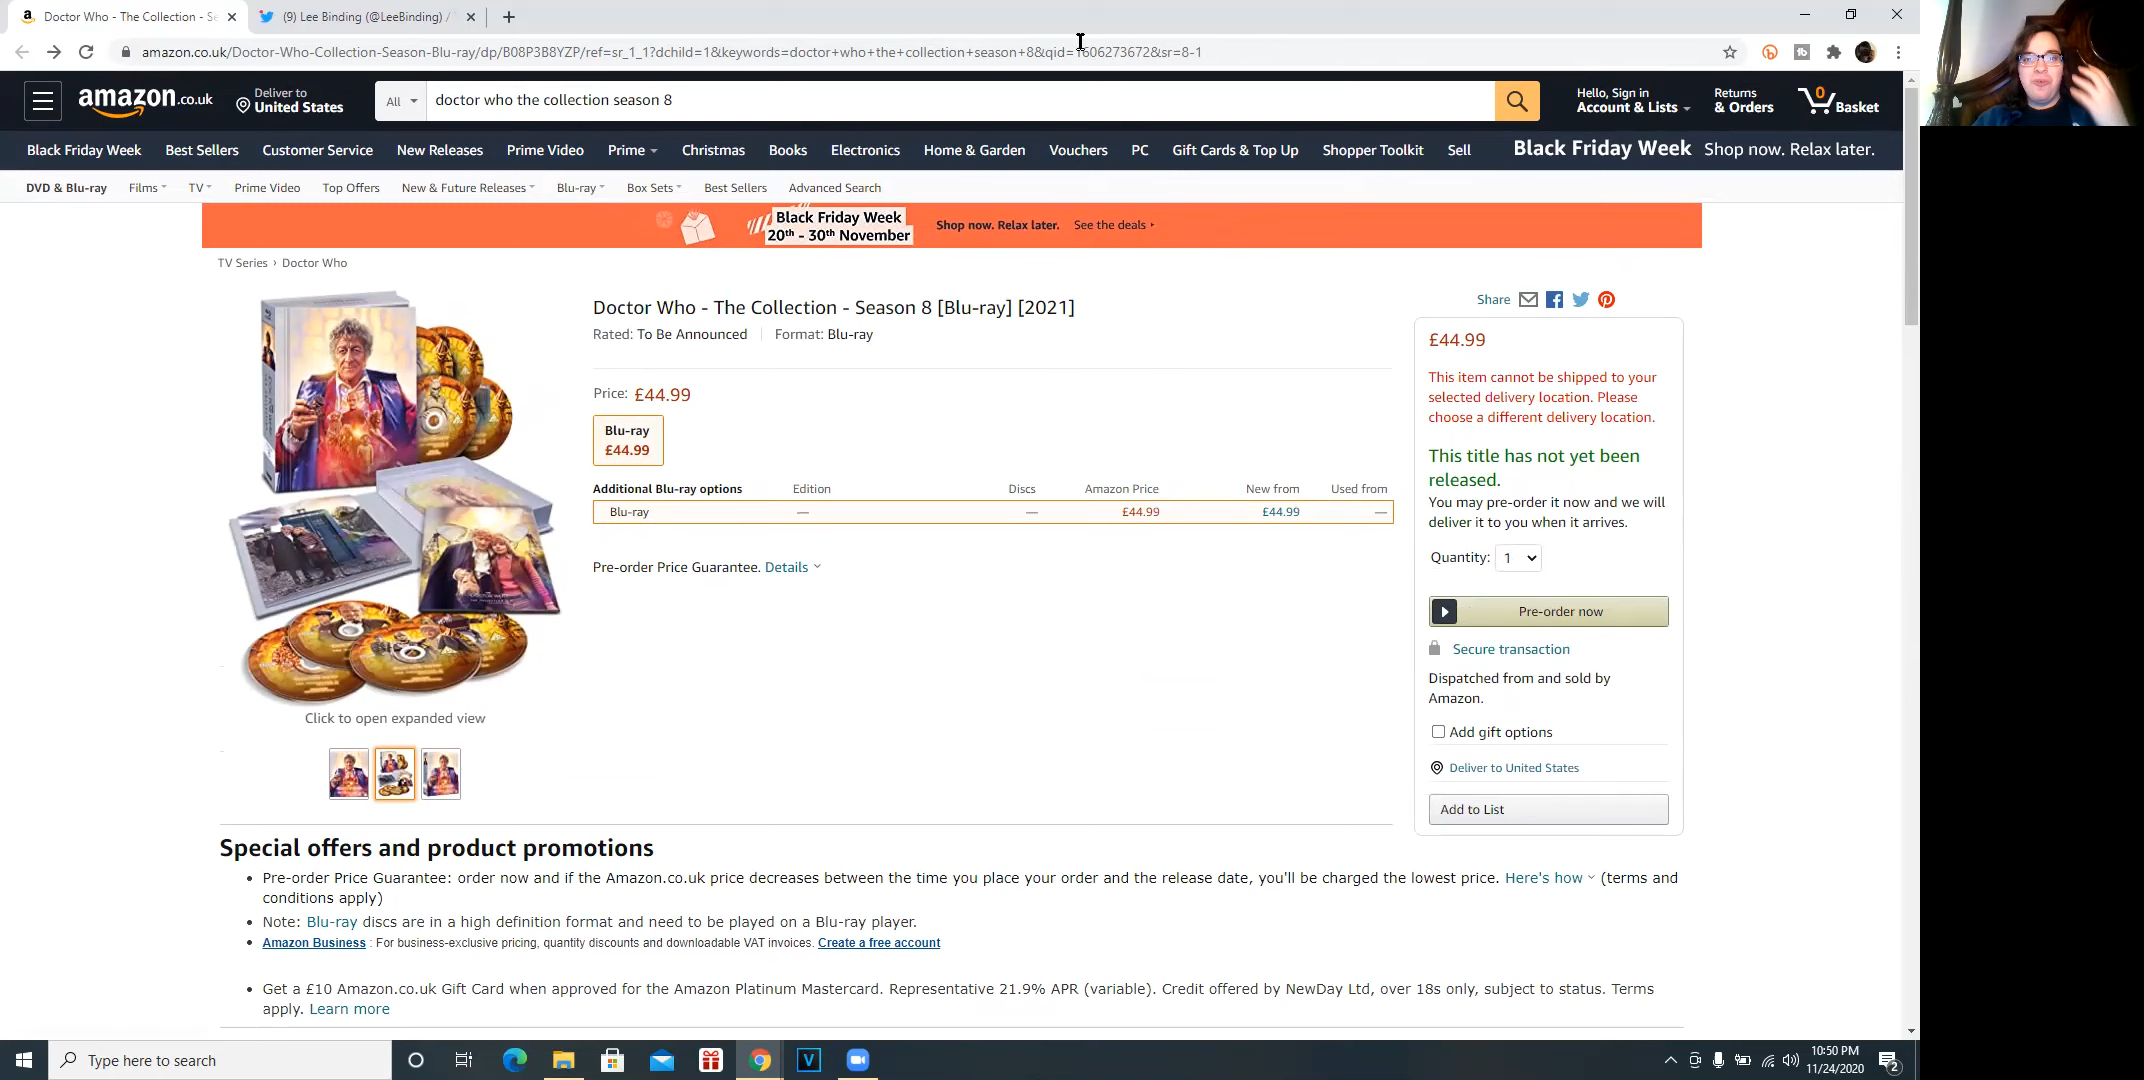 Doctor Who - The Collection - Se
(9) Lee Binding (@LeeBinding) /
amazon.co.uk/Doctor-Who-Collection-Season-Blu-ray/dp/B08P3B8YZP/ref=sr_1_1?dchild=1&keywords=doctor+who+the+collection+season+8&qid=1606273672&sr=8-1
amazon.co.uk
Deliver to
United States
All
doctor who the collection season 8
Hello, Sign in
Account & Lists
Returns
& Orders
0
Basket
Black Friday Week Best Sellers Customer Service New Releases Prime Video Prime Christmas Books Electronics Home & Garden Vouchers PC Gift Cards & Top Up Shopper Toolkit Sell Black Friday Week Shop now. Relax later.
DVD & Blu-ray Films TV Prime Video Top Offers New & Future Releases Blu-ray Box Sets Best Sellers Advanced Search
Black Friday Week
20th - 30th November
Shop now. Relax later. See the deals
TV Series › Doctor Who
Doctor Who - The Collection - Season 8 [Blu-ray] [2021]
Rated: To Be Announced Format: Blu-ray
Price: £44.99
Blu-ray
£44.99
Additional Blu-ray options Edition Discs Amazon Price New from Used from
Blu-ray — — £44.99 £44.99 —
Pre-order Price Guarantee. Details
Click to open expanded view
Share
£44.99
This item cannot be shipped to your
selected delivery location. Please
choose a different delivery location.
This title has not yet been
released.
You may pre-order it now and we will
deliver it to you when it arrives.
Quantity: 1
Pre-order now
Secure transaction
Dispatched from and sold by
Amazon.
Add gift options
Deliver to United States
Add to List
Special offers and product promotions
• Pre-order Price Guarantee: order now and if the Amazon.co.uk price decreases between the time you place your order and the release date, you'll be charged the lowest price. Here's how (terms and
conditions apply)
• Note: Blu-ray discs are in a high definition format and need to be played on a Blu-ray player.
• Amazon Business : For business-exclusive pricing, quantity discounts and downloadable VAT invoices. Create a free account
• Get a £10 Amazon.co.uk Gift Card when approved for the Amazon Platinum Mastercard. Representative 21.9% APR (variable). Credit offered by NewDay Ltd, over 18s only, subject to status. Terms
apply. Learn more
Type here to search
V
10:50 PM
11/24/2020
2